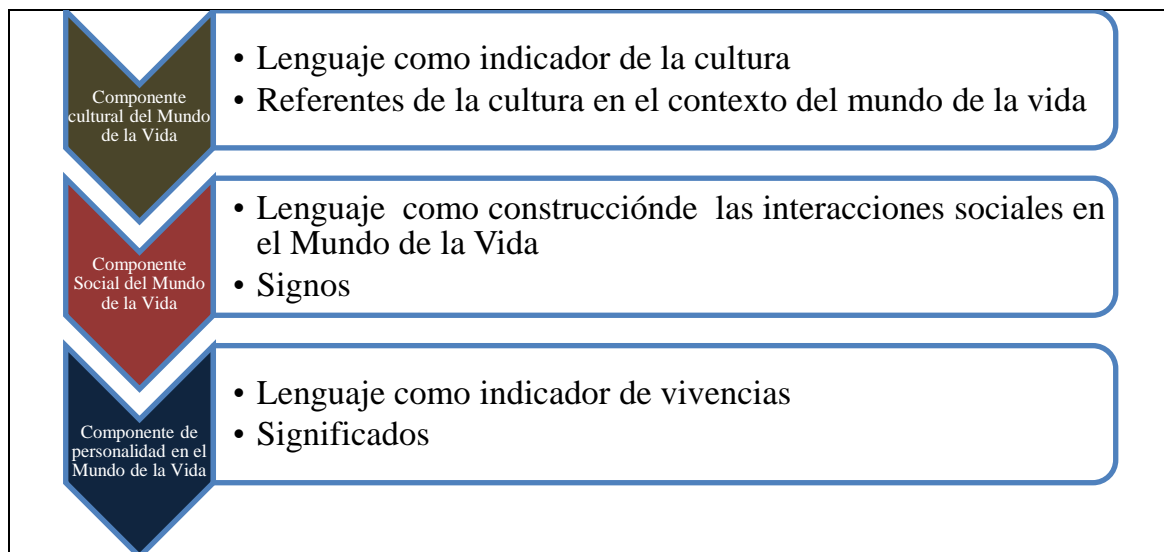 Componente
cultural del Mundo
de la Vida
• Lenguaje como indicador de la cultura
• Referentes de la cultura en el contexto del mundo de la vida
Componente
Social del Mundo
de la Vida
• Lenguaje como construcciónde las interacciones sociales en
el Mundo de la Vida
• Signos
Componente de
personalidad en el
Mundo de la Vida
• Lenguaje como indicador de vivencias
• Significados